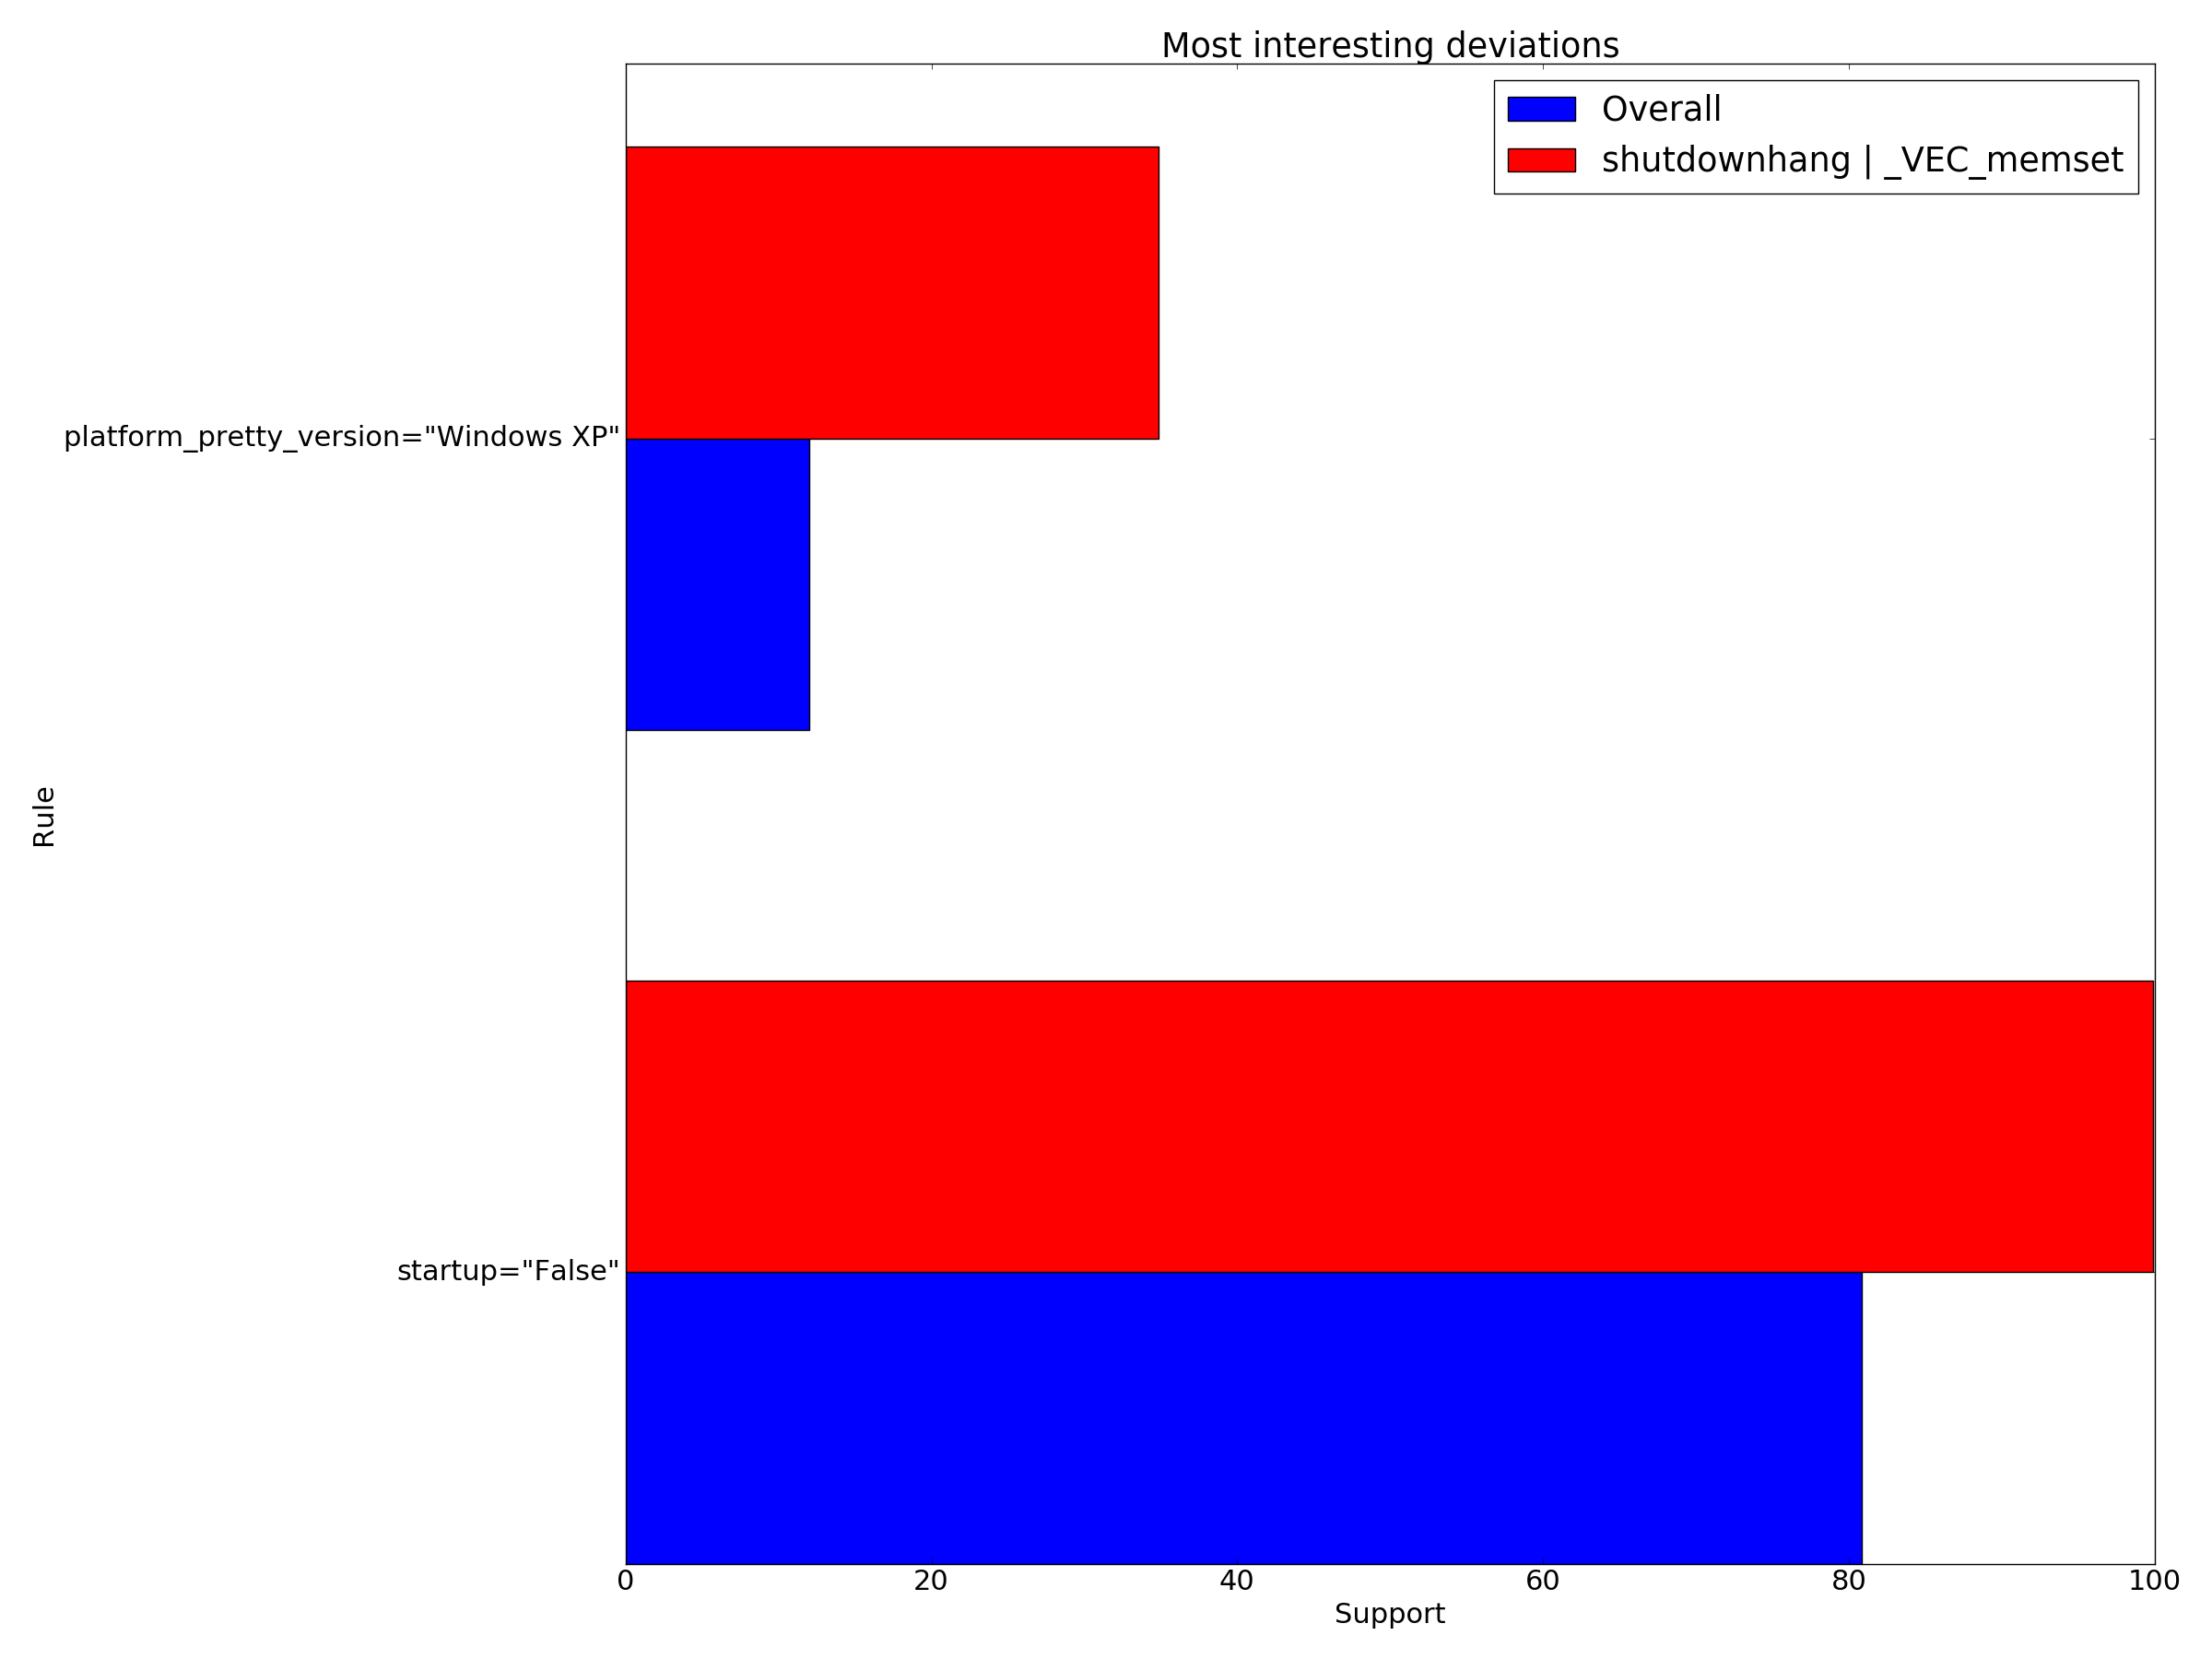 Most interesting deviations
Overall
shutdownhang | _VEC_memset
platform_pretty_version="Windows XP"
Rule
startup="False"
0 20 40 60 80 100
Support